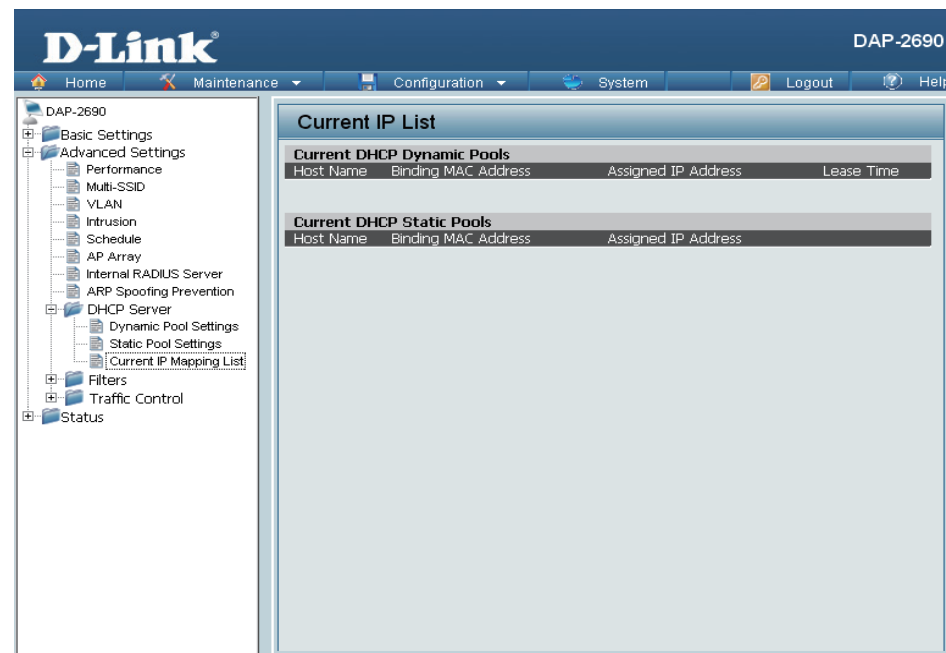 D-Link®
DAP-2690
Home Maintenance Configuration System Logout Help
DAP-2690
Basic Settings
Advanced Settings
Performance
Multi-SSID
VLAN
Intrusion
Schedule
AP Array
Internal RADIUS Server
ARP Spoofing Prevention
DHCP Server
Dynamic Pool Settings
Static Pool Settings
Current IP Mapping List
Filters
Traffic Control
Status
Current IP List
Current DHCP Dynamic Pools
Host Name Binding MAC Address Assigned IP Address Lease Time
Current DHCP Static Pools
Host Name Binding MAC Address Assigned IP Address